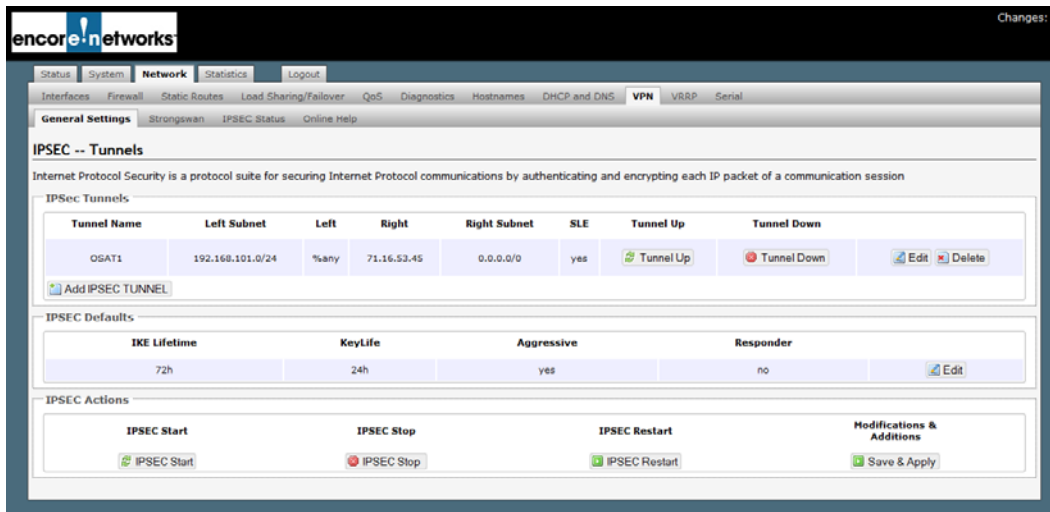 Changes:
encore!networks
Status System Network Statistics Logout
Interfaces Firewall Static Routes Load Sharing/Failover QoS Diagnostics Hostnames DHCP and DNS VPN VRRP Serial
General Settings Strongswan IPSEC Status Online Help
IPSEC -- Tunnels
Internet Protocol Security is a protocol suite for securing Internet Protocol communications by authenticating and encrypting each IP packet of a communication session
IPSec Tunnels
Tunnel Name Left Subnet Left Right Right Subnet SLE Tunnel Up Tunnel Down
OSAT1 192.168.101.0/24 %any 71.16.53.45 0.0.0.0/0 yes Tunnel Up Tunnel Down Edit Delete
Add IPSEC TUNNEL
IPSEC Defaults
IKE Lifetime KeyLife Aggressive Responder
72h 24h yes no Edit
IPSEC Actions
IPSEC Start IPSEC Stop IPSEC Restart Modifications & Additions
IPSEC Start IPSEC Stop IPSEC Restart Save & Apply